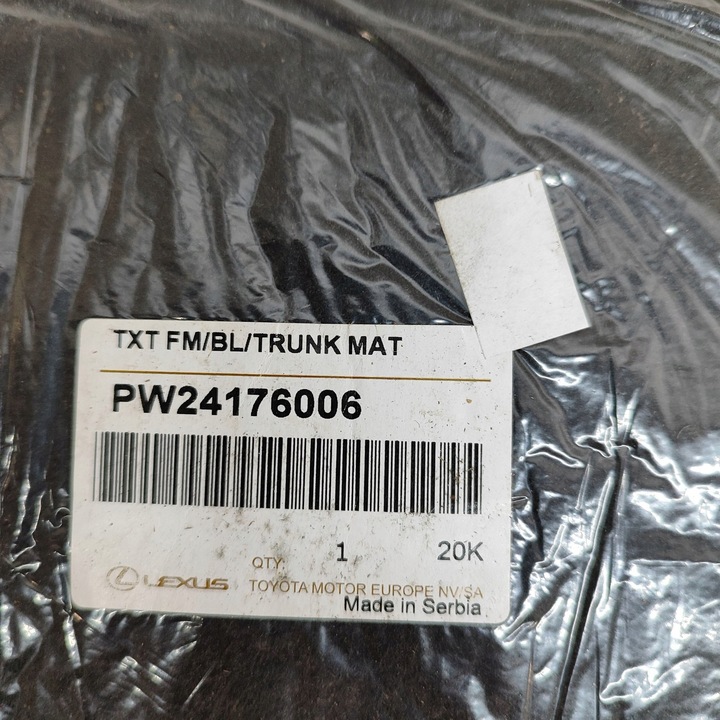 TXT FM/BL/TRUNK MAT
PW24176006
QTY: 1 20K
LEXUS TOYOTA MOTOR EUROPE NV/SA
Made in Serbia